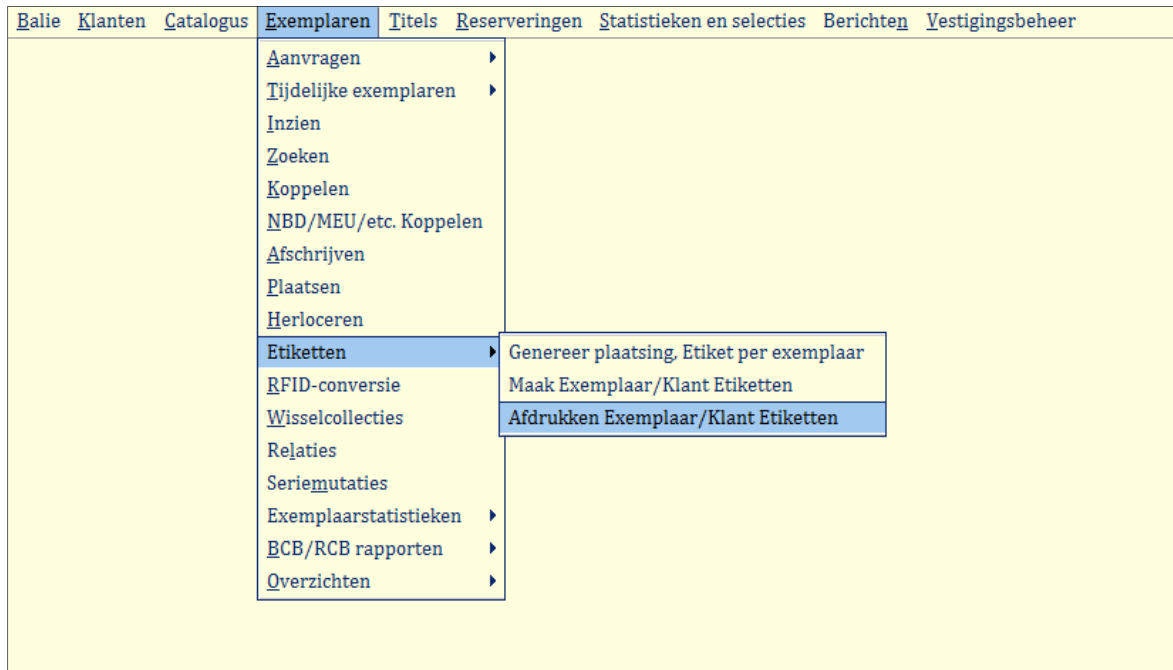 Balie Klanten Catalogus Exemplaren Titels Reserveringen Statistieken en selecties Berichten Vestigingsbeheer
Aanvragen
Tijdelijke exemplaren
Inzien
Zoeken
Koppelen
NBD/MEU/etc. Koppelen
Afschrijven
Plaatsen
Herloceren
Etiketten
RFID-conversie
Wisselcollecties
Relaties
Seriemutaties
Exemplaarstatistieken
BCB/RCB rapporten
Overzichten
Genereer plaatsing, Etiket per exemplaar
Maak Exemplaar/Klant Etiketten
Afdrukken Exemplaar/Klant Etiketten